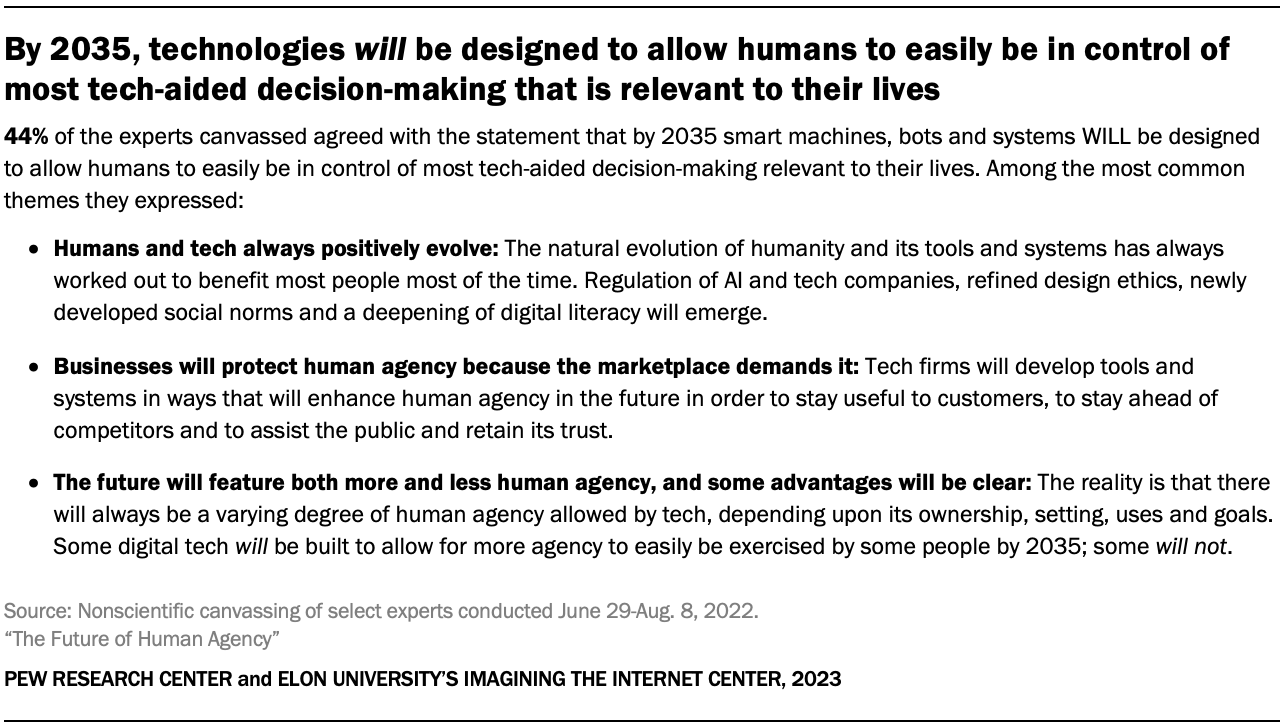 By 2035, technologies will be designed to allow humans to easily be in control of
most tech-aided decision-making that is relevant to their lives
44% of the experts canvassed agreed with the statement that by 2035 smart machines, bots and systems WILL be designed
to allow humans to easily be in control of most tech-aided decision-making relevant to their lives. Among the most common
themes they expressed:
• Humans and tech always positively evolve: The natural evolution of humanity and its tools and systems has always
worked out to benefit most people most of the time. Regulation of AI and tech companies, refined design ethics, newly
developed social norms and a deepening of digital literacy will emerge.
• Businesses will protect human agency because the marketplace demands it: Tech firms will develop tools and
systems in ways that will enhance human agency in the future in order to stay useful to customers, to stay ahead of
competitors and to assist the public and retain its trust.
• The future will feature both more and less human agency, and some advantages will be clear: The reality is that there
will always be a varying degree of human agency allowed by tech, depending upon its ownership, setting, uses and goals.
Some digital tech will be built to allow for more agency to easily be exercised by some people by 2035; some will not.
Source: Nonscientific canvassing of select experts conducted June 29-Aug. 8, 2022.
“The Future of Human Agency”
PEW RESEARCH CENTER and ELON UNIVERSITY’S IMAGINING THE INTERNET CENTER, 2023